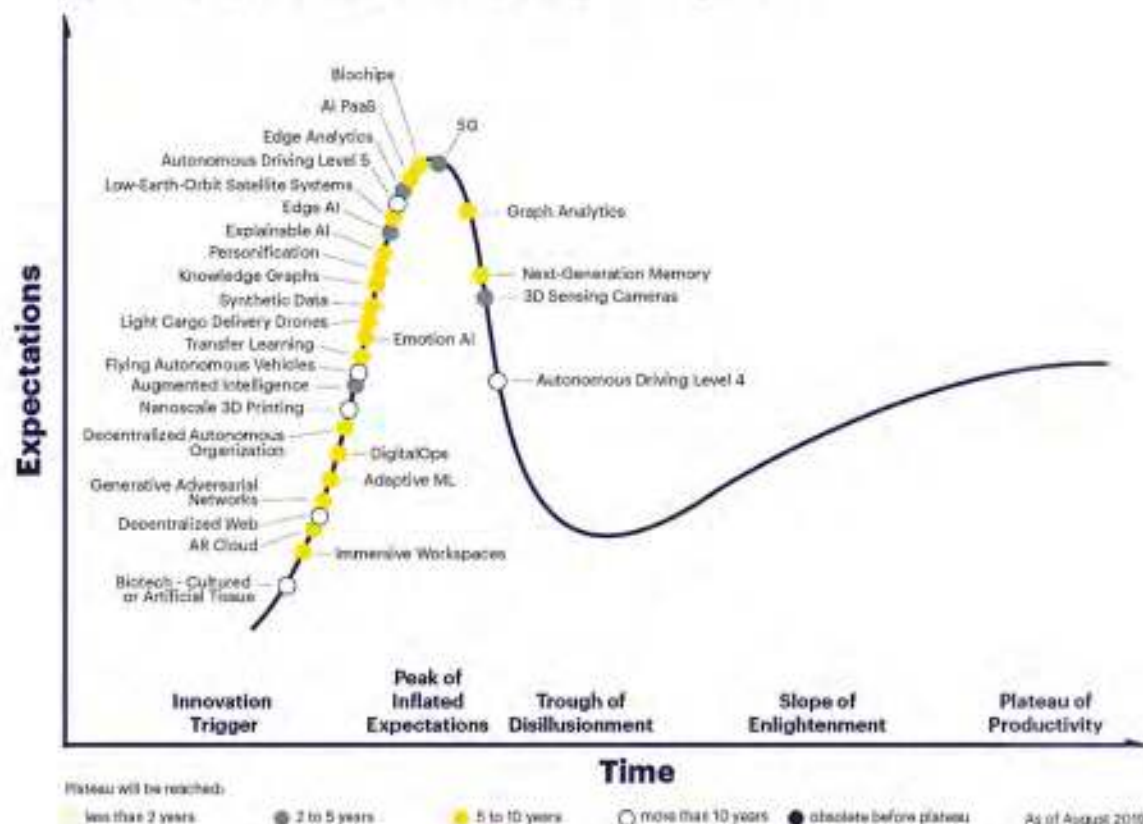 Expectations
Biochips
AI PaaS
Edge Analytics
Autonomous Driving Level 5
Low-Earth-Orbit Satellite Systems
Edge AI
Explainable AI
Personification
Knowledge Graphs
Synthetic Data
Light Cargo Delivery Drones
Transfer Learning
Flying Autonomous Vehicles
Augmented Intelligence
Nanoscale 3D Printing
Decentralized Autonomous
Organization
Generative Adversarial
Networks
Decentralized Web
AR Cloud
Biotech - Cultured
or Artificial Tissue
5G
Graph Analytics
Next-Generation Memory
3D Sensing Cameras
Emotion AI
Autonomous Driving Level 4
DigitalOps
Adaptive ML
Immersive Workspaces
Innovation
Trigger
Peak of
Inflated
Expectations
Trough of
Disillusionment
Slope of
Enlightenment
Plateau of
Productivity
Time
Plateau will be reached:
less than 2 years
2 to 5 years
5 to 10 years
more than 10 years
obsolete before plateau
As of August 2019